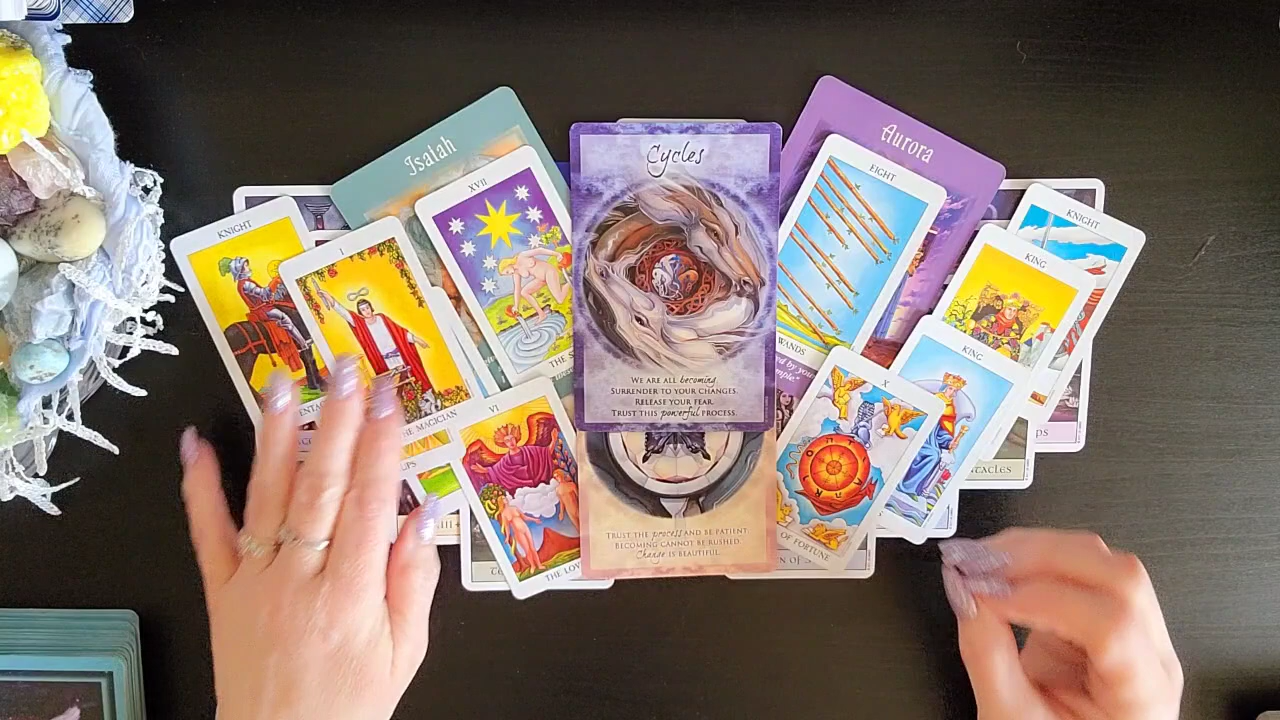 Isaiah
Aurora
Cycles
XVII
EIGHT
KNIGHT
KNIGHT
KING
I
KING
WANDS
WE ARE ALL becoming.
SURRENDER TO YOUR CHANGES.
RELEASE YOUR FEAR.
TRUST THIS powerful PROCESS.
THE MAGICIAN
VI
X
TRUST THE process AND BE PATIENT
BECOMING CANNOT BE RUSHED.
Change IS BEAUTIFUL.
OF FORTUNE